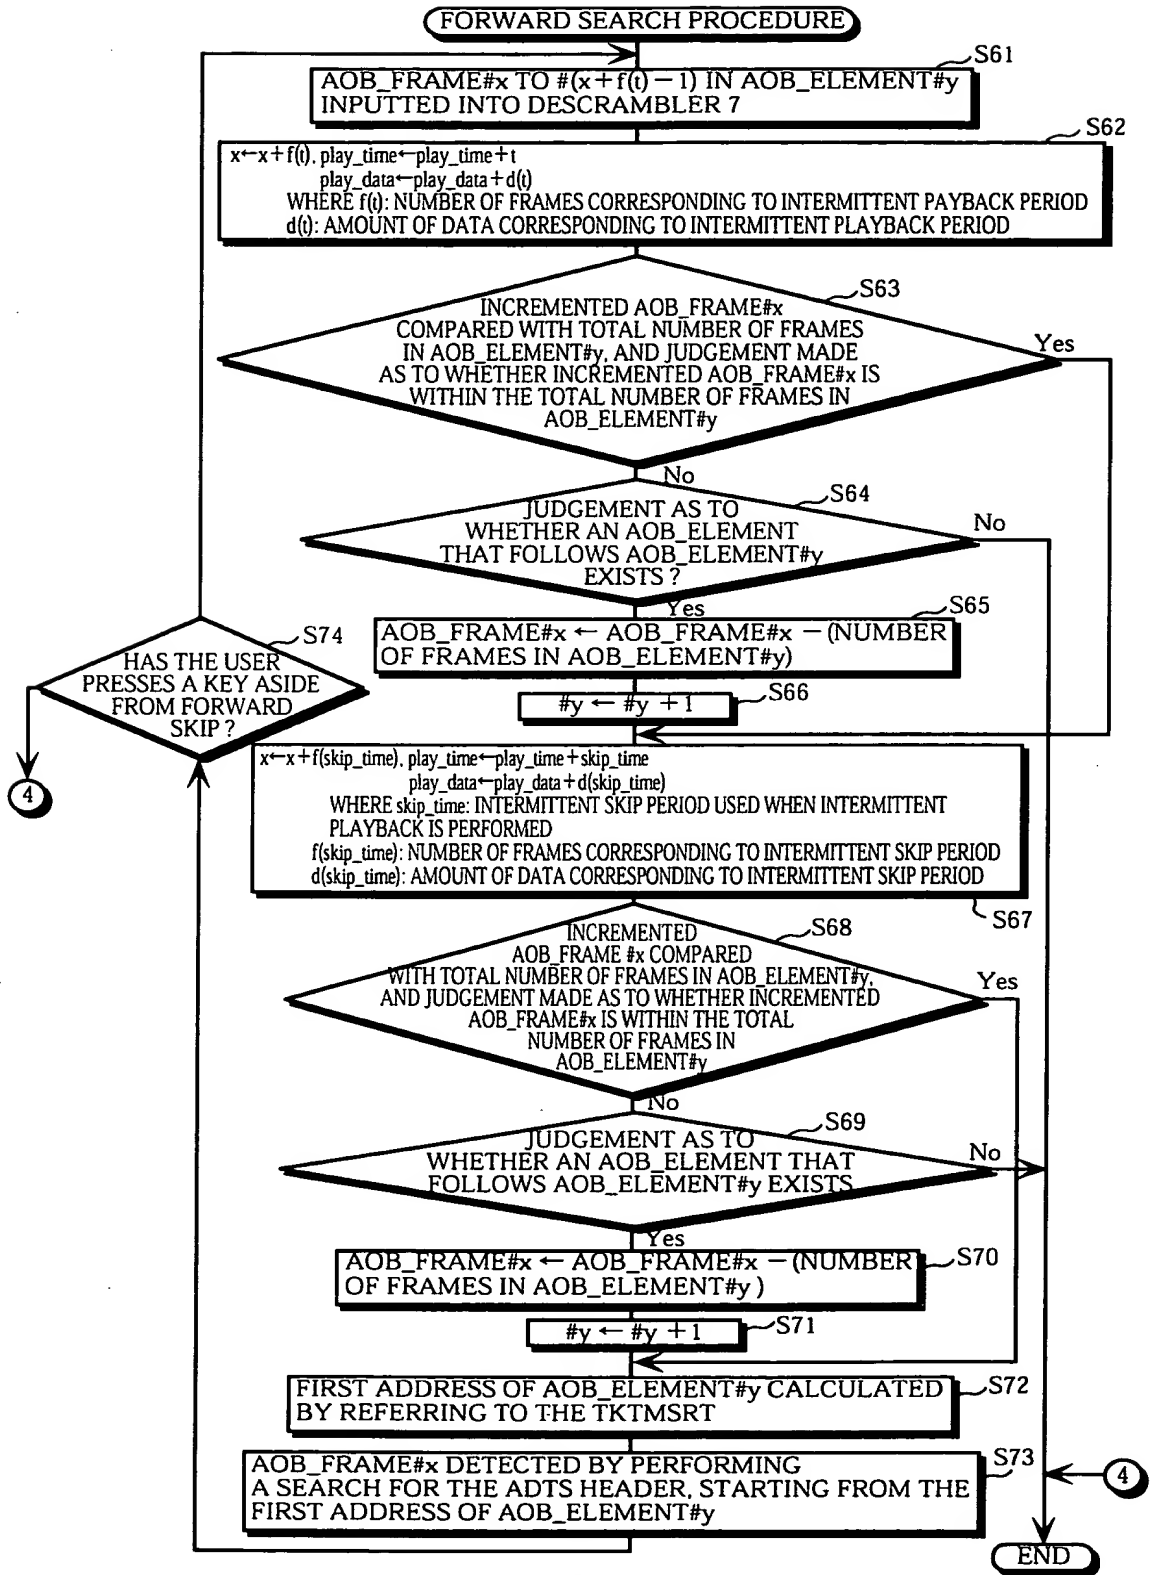 FORWARD SEARCH PROCEDURE
S61
AOB_FRAME#x TO #(x+f(t)−1) IN AOB_ELEMENT#y
INPUTTED INTO DESCRAMBLER 7
S62
x←x+f(t), play_time←play_time+t
play_data←play_data+d(t)
WHERE f(t): NUMBER OF FRAMES CORRESPONDING TO INTERMITTENT PAYBACK PERIOD
d(t): AMOUNT OF DATA CORRESPONDING TO INTERMITTENT PLAYBACK PERIOD
S63
INCREMENTED AOB_FRAME#x
COMPARED WITH TOTAL NUMBER OF FRAMES
IN AOB_ELEMENT#y, AND JUDGEMENT MADE
AS TO WHETHER INCREMENTED AOB_FRAME#x IS
WITHIN THE TOTAL NUMBER OF FRAMES IN
AOB_ELEMENT#y
Yes
No
S64
JUDGEMENT AS TO
WHETHER AN AOB_ELEMENT
THAT FOLLOWS AOB_ELEMENT#y
EXISTS ?
No
Yes
S65
AOB_FRAME#x ← AOB_FRAME#x − (NUMBER
OF FRAMES IN AOB_ELEMENT#y)
S66
#y ← #y + 1
S74
HAS THE USER
PRESSES A KEY ASIDE
FROM FORWARD
SKIP ?
4
x←x+f(skip_time), play_time←play_time+skip_time
play_data←play_data+d(skip_time)
WHERE skip_time: INTERMITTENT SKIP PERIOD USED WHEN INTERMITTENT
PLAYBACK IS PERFORMED
f(skip_time): NUMBER OF FRAMES CORRESPONDING TO INTERMITTENT SKIP PERIOD
d(skip_time): AMOUNT OF DATA CORRESPONDING TO INTERMITTENT SKIP PERIOD
S67
S68
INCREMENTED
AOB_FRAME #x COMPARED
WITH TOTAL NUMBER OF FRAMES IN AOB_ELEMENT#y,
AND JUDGEMENT MADE AS TO WHETHER INCREMENTED
AOB_FRAME#x IS WITHIN THE TOTAL
NUMBER OF FRAMES IN
AOB_ELEMENT#y
Yes
No
S69
JUDGEMENT AS TO
WHETHER AN AOB_ELEMENT THAT
FOLLOWS AOB_ELEMENT#y EXISTS
No
Yes
S70
AOB_FRAME#x ← AOB_FRAME#x − (NUMBER
OF FRAMES IN AOB_ELEMENT#y )
S71
#y ← #y + 1
S72
FIRST ADDRESS OF AOB_ELEMENT#y CALCULATED
BY REFERRING TO THE TKTMSRT
S73
AOB_FRAME#x DETECTED BY PERFORMING
A SEARCH FOR THE ADTS HEADER, STARTING FROM THE
FIRST ADDRESS OF AOB_ELEMENT#y
4
END